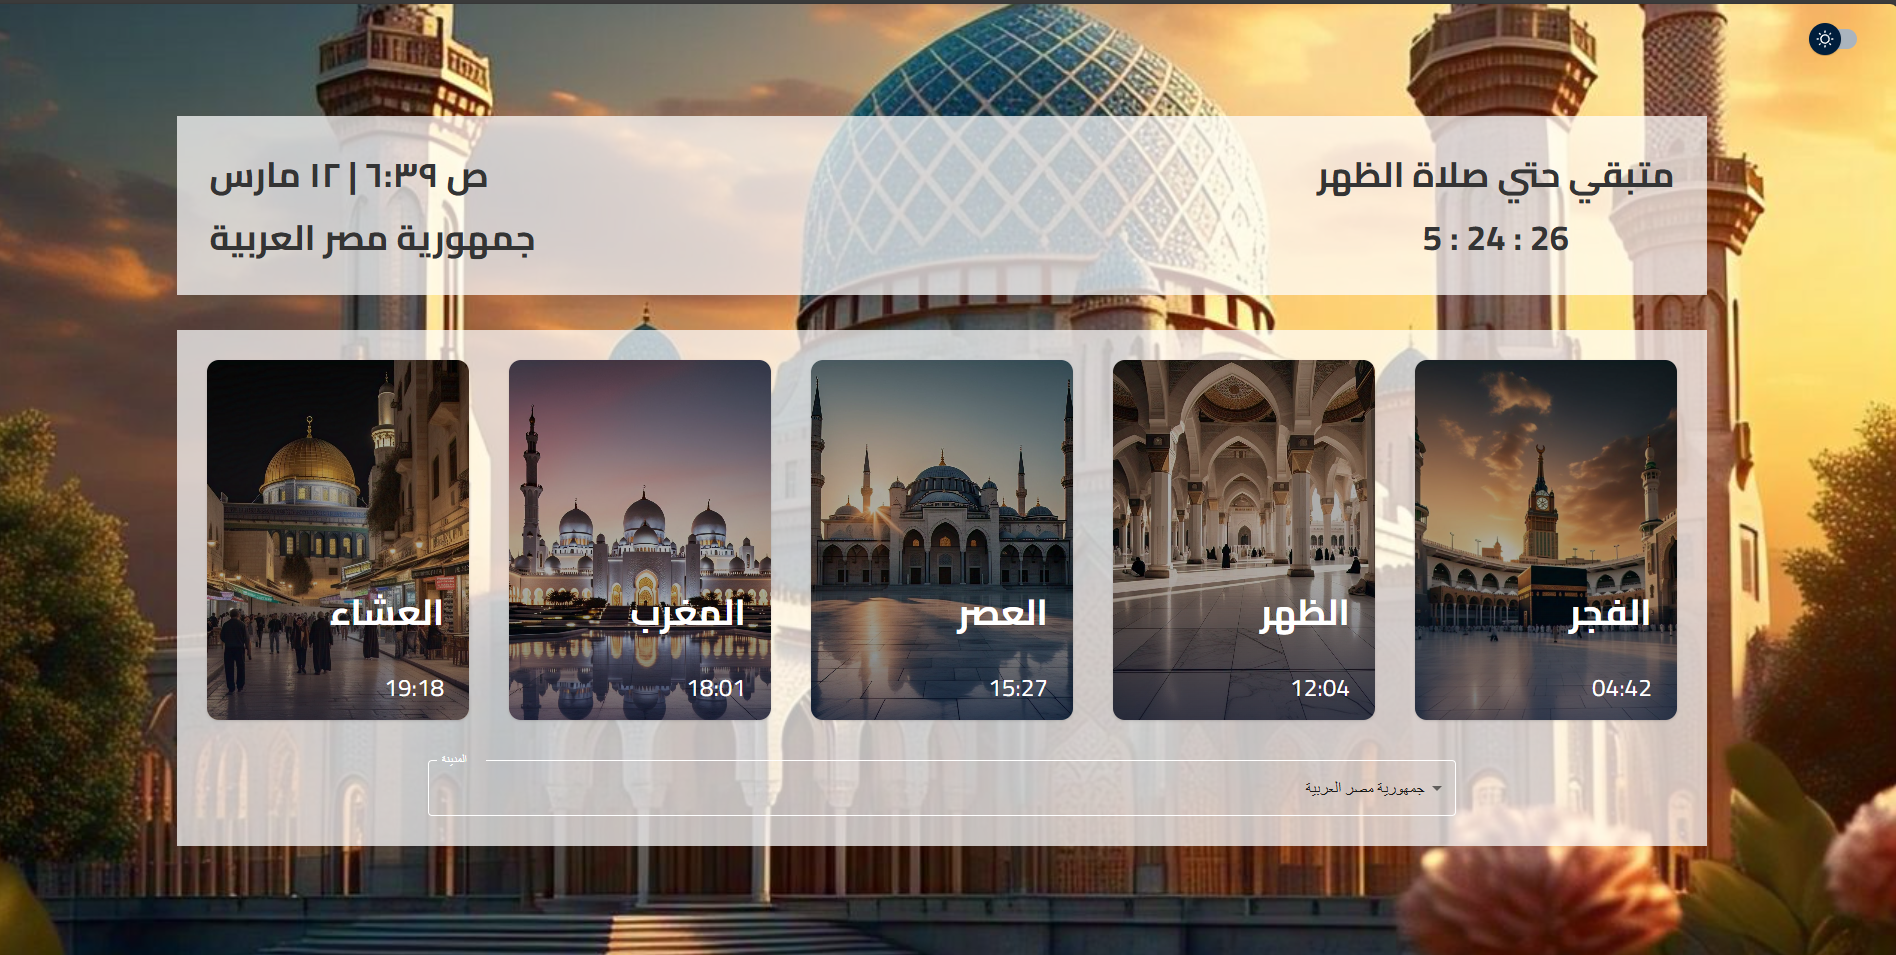 متبقي حتي صلاة الظهر
5 : 24 : 26
ص ٦:٣٩ | ١٢ مارس
جمهورية مصر العربية
الفجر
04:42
الظهر
12:04
العصر
15:27
المغرب
18:01
العشاء
19:18
المدينة
جمهورية مصر العربية